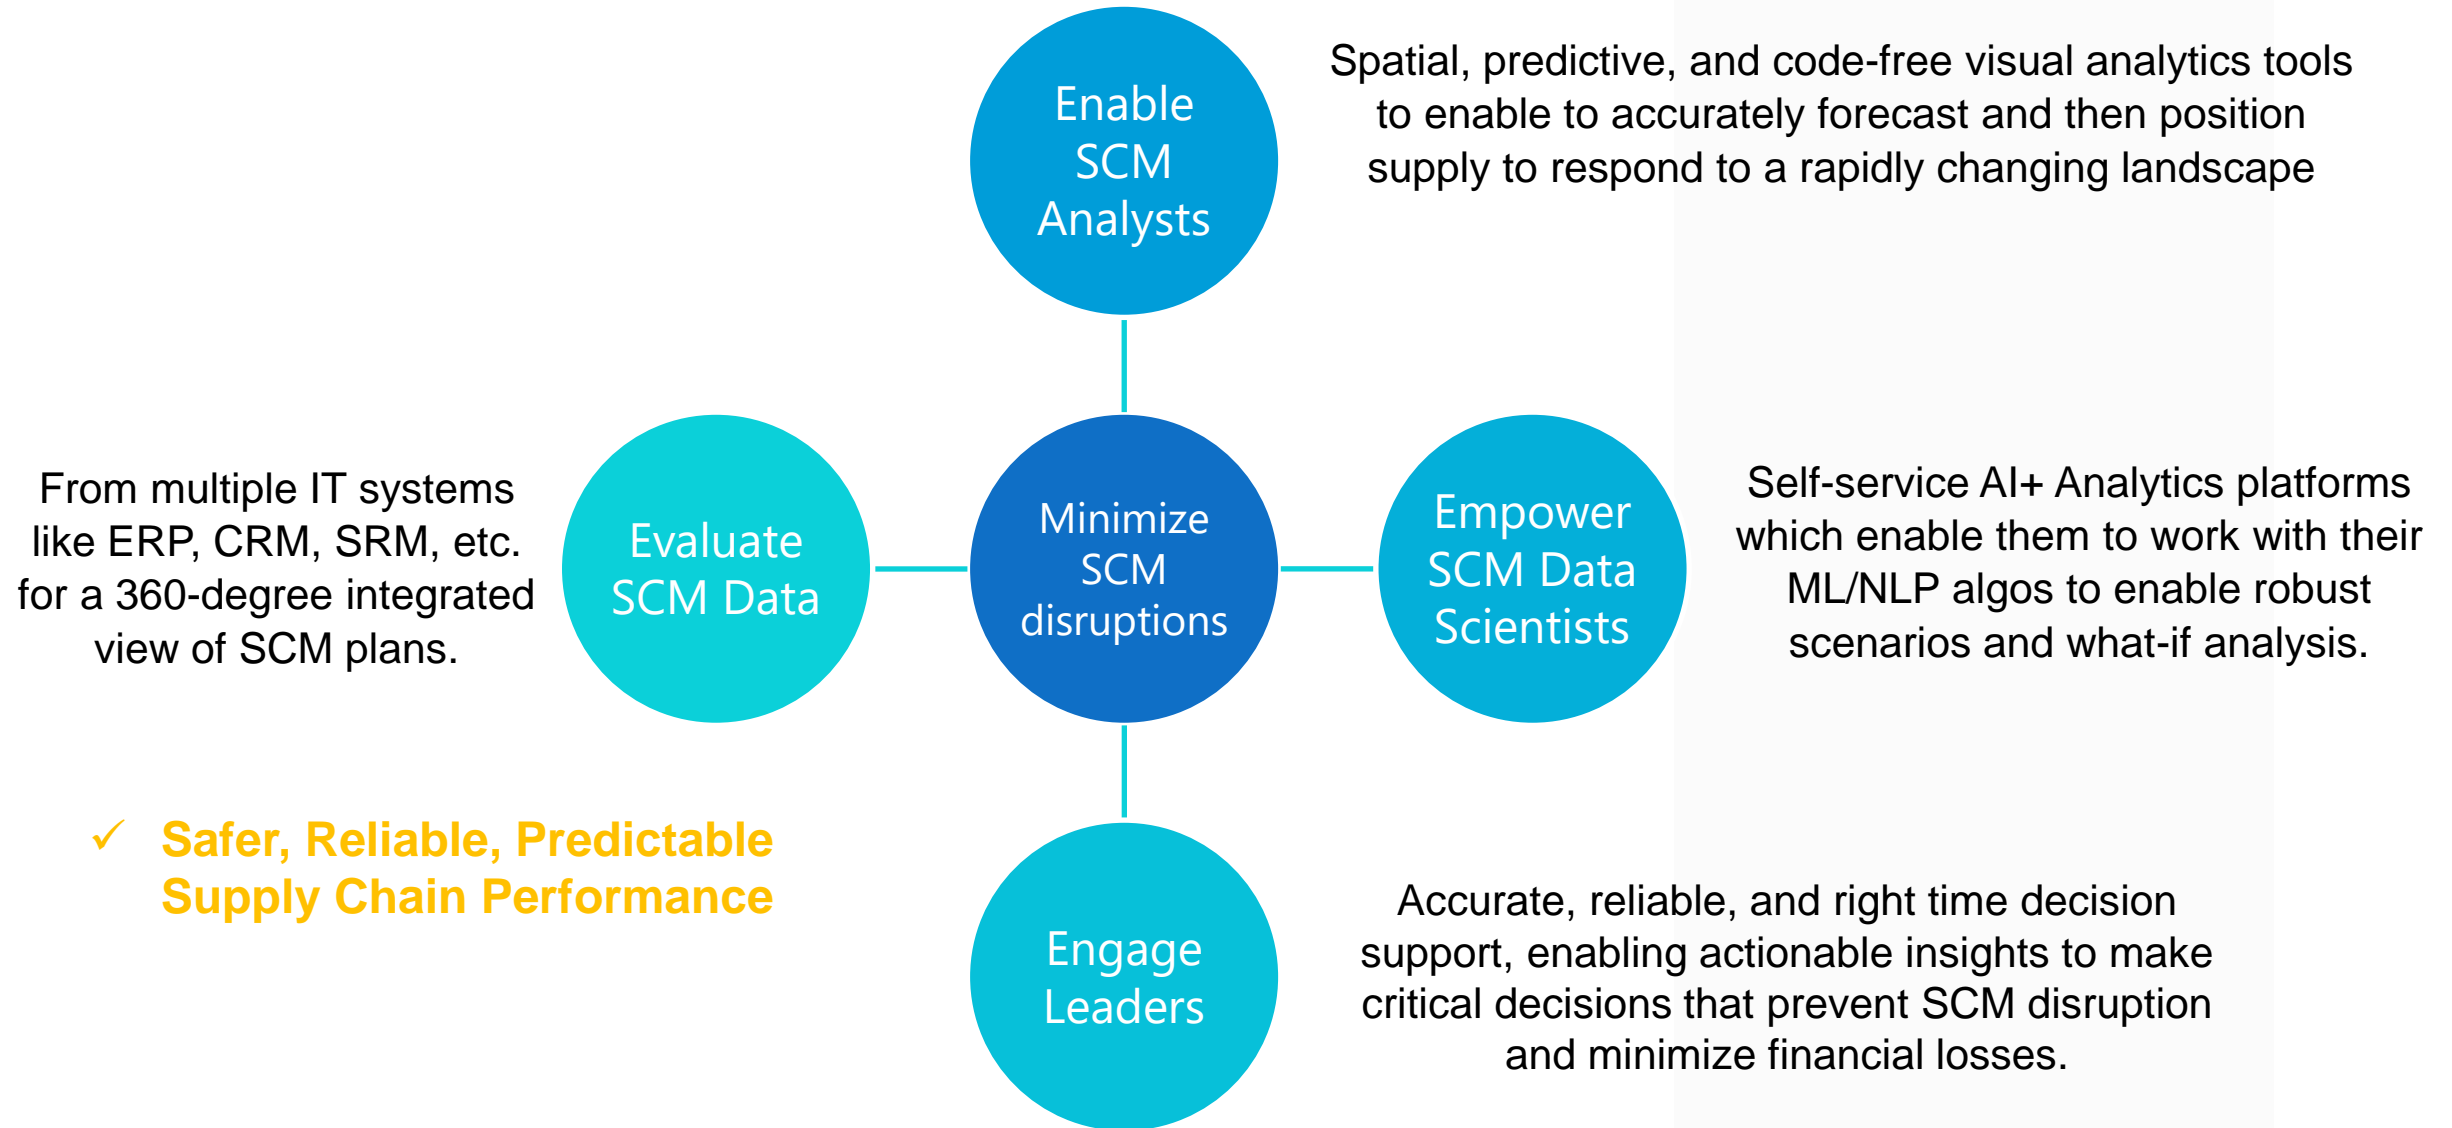 Enable
SCM
Analysts
Spatial, predictive, and code-free visual analytics tools
to enable to accurately forecast and then position
supply to respond to a rapidly changing landscape
From multiple IT systems
like ERP, CRM, SRM, etc.
for a 360-degree integrated
view of SCM plans.
Evaluate
SCM Data
Minimize
SCM
disruptions
Empower
SCM Data
Scientists
Self-service AI+ Analytics platforms
which enable them to work with their
ML/NLP algos to enable robust
scenarios and what-if analysis.
✓ Safer, Reliable, Predictable
Supply Chain Performance
Engage
Leaders
Accurate, reliable, and right time decision
support, enabling actionable insights to make
critical decisions that prevent SCM disruption
and minimize financial losses.